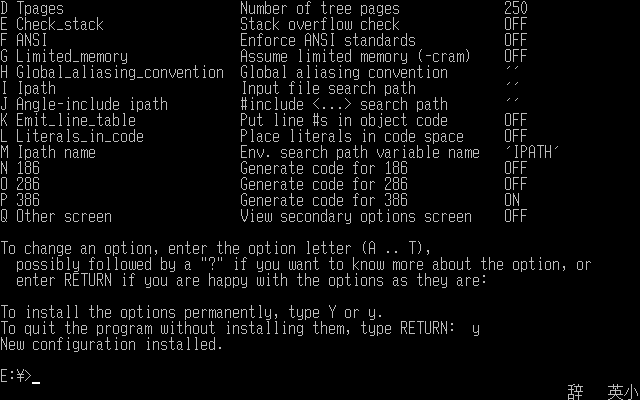 D Tpages Number of tree pages 250
E Check_stack Stack overflow check OFF
F ANSI Enforce ANSI standards OFF
G Limited_memory Assume limited memory (-cram) OFF
H Global_aliasing_convention Global aliasing convention ´´
I Ipath Input file search path ´´
J Angle-include ipath #include <...> search path ´´
K Emit_line_table Put line #s in object code OFF
L Literals_in_code Place literals in code space OFF
M Ipath name Env. search path variable name ´IPATH´
N 186 Generate code for 186 OFF
O 286 Generate code for 286 OFF
P 386 Generate code for 386 ON
Q Other screen View secondary options screen OFF
To change an option, enter the option letter (A .. T),
possibly followed by a "?" if you want to know more about the option, or
enter RETURN if you are happy with the options as they are:
To install the options permanently, type Y or y.
To quit the program without installing them, type RETURN: y
New configuration installed.
E:¥>_
辞 英小